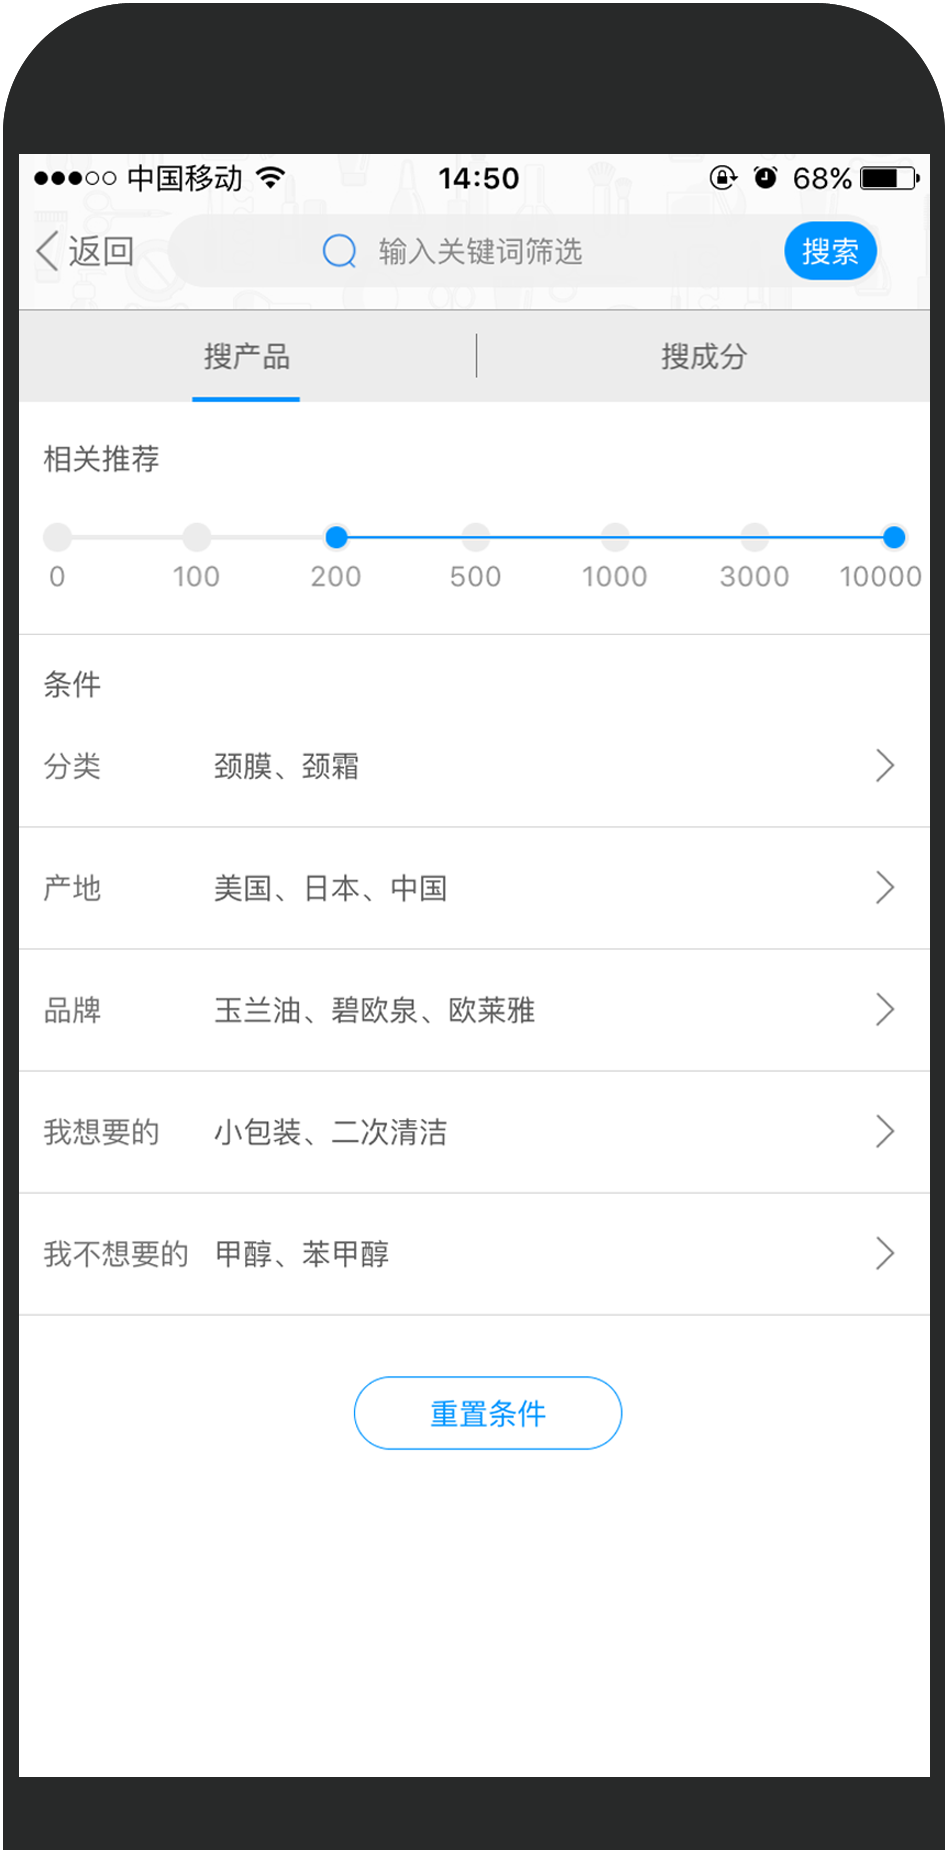 中国移动 14:50 68%
返回 输入关键词筛选 搜索
搜产品 搜成分
相关推荐
0 100 200 500 1000 3000 10000
条件
分类 颈膜、颈霜
产地 美国、日本、中国
品牌 玉兰油、碧欧泉、欧莱雅
我想要的 小包装、二次清洁
我不想要的 甲醇、苯甲醇
重置条件